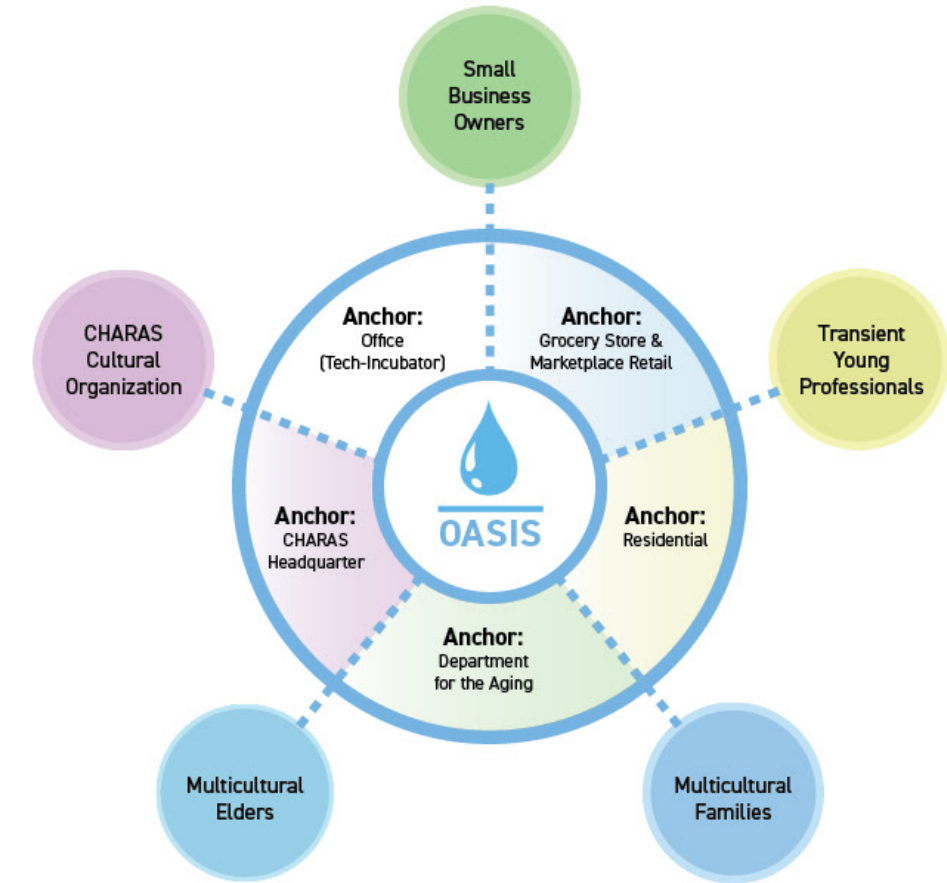 Small
Business
Owners
CHARAS
Cultural
Organization
Anchor:
Office
(Tech-Incubator)
Anchor:
Grocery Store &
Marketplace Retail
Transient
Young
Professionals
OASIS
Anchor:
CHARAS
Headquarter
Anchor:
Residential
Anchor:
Department
for the Aging
Multicultural
Elders
Multicultural
Families